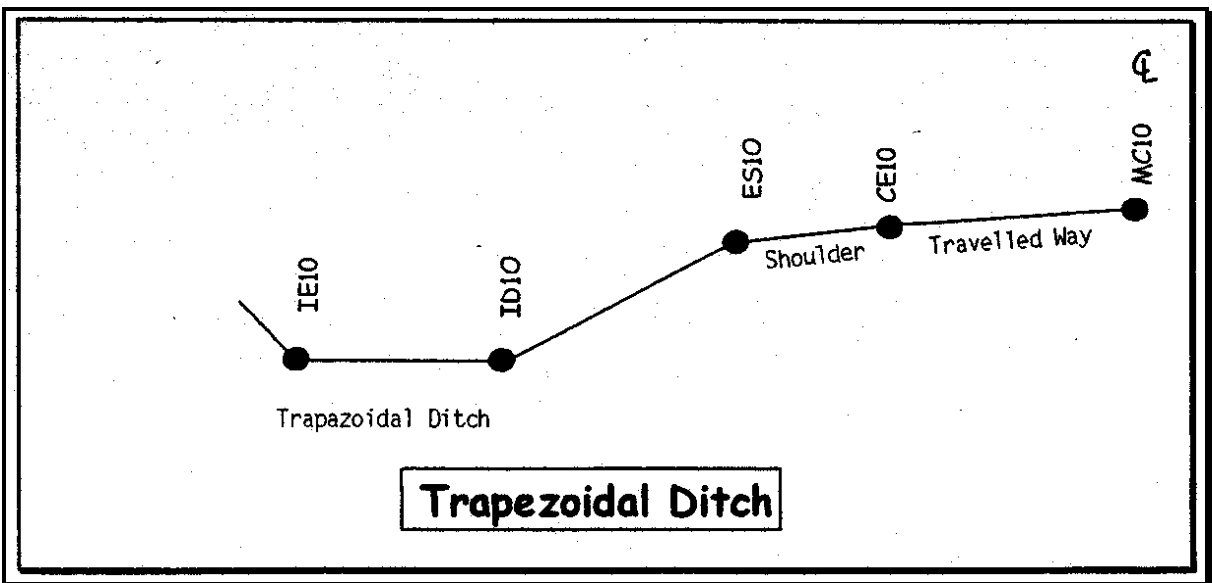 ℄
MC10
ES10
CE10
Shoulder
Travelled Way
IE10
ID10
Trapazoidal Ditch
Trapezoidal Ditch